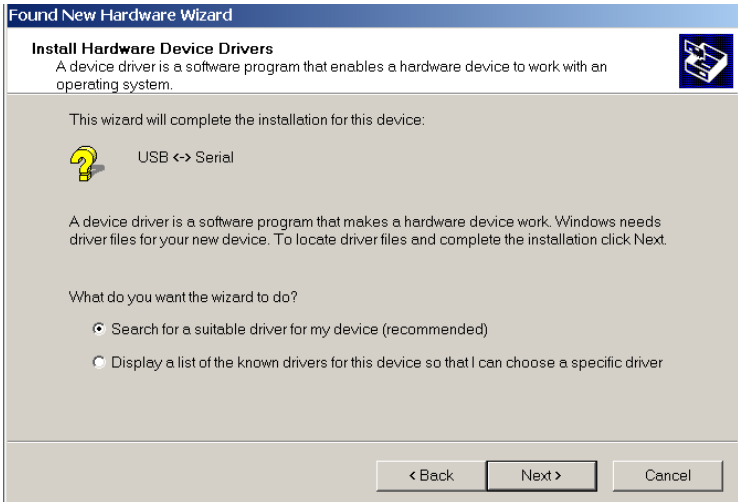 Found New Hardware Wizard
Install Hardware Device Drivers
A device driver is a software program that enables a hardware device to work with an
operating system.
This wizard will complete the installation for this device:
USB <-> Serial
A device driver is a software program that makes a hardware device work. Windows needs
driver files for your new device. To locate driver files and complete the installation click Next.
What do you want the wizard to do?
Search for a suitable driver for my device (recommended)
Display a list of the known drivers for this device so that I can choose a specific driver
< Back
Next >
Cancel